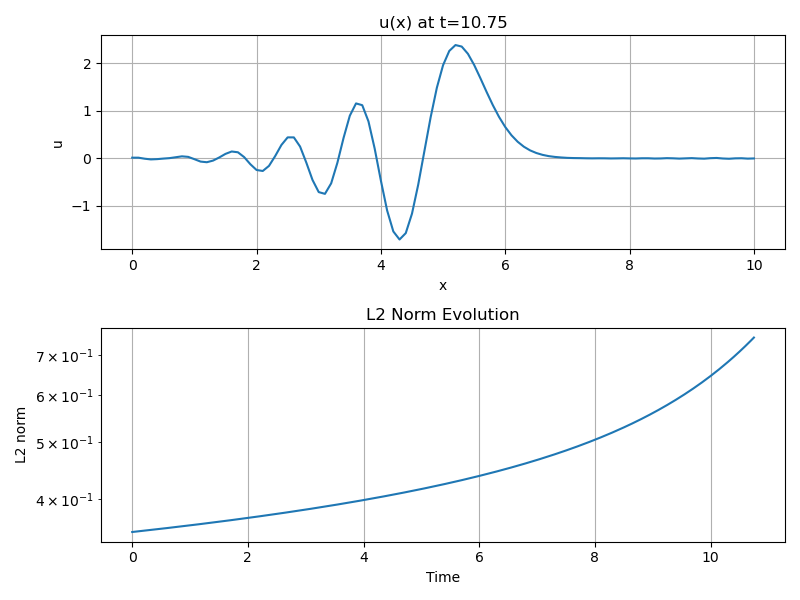 u(x) at t=10.75
u
2
1
0
−1
0 2 4 6 8 10
x
L2 Norm Evolution
L2 norm
7 × 10⁻¹
6 × 10⁻¹
5 × 10⁻¹
4 × 10⁻¹
0 2 4 6 8 10
Time